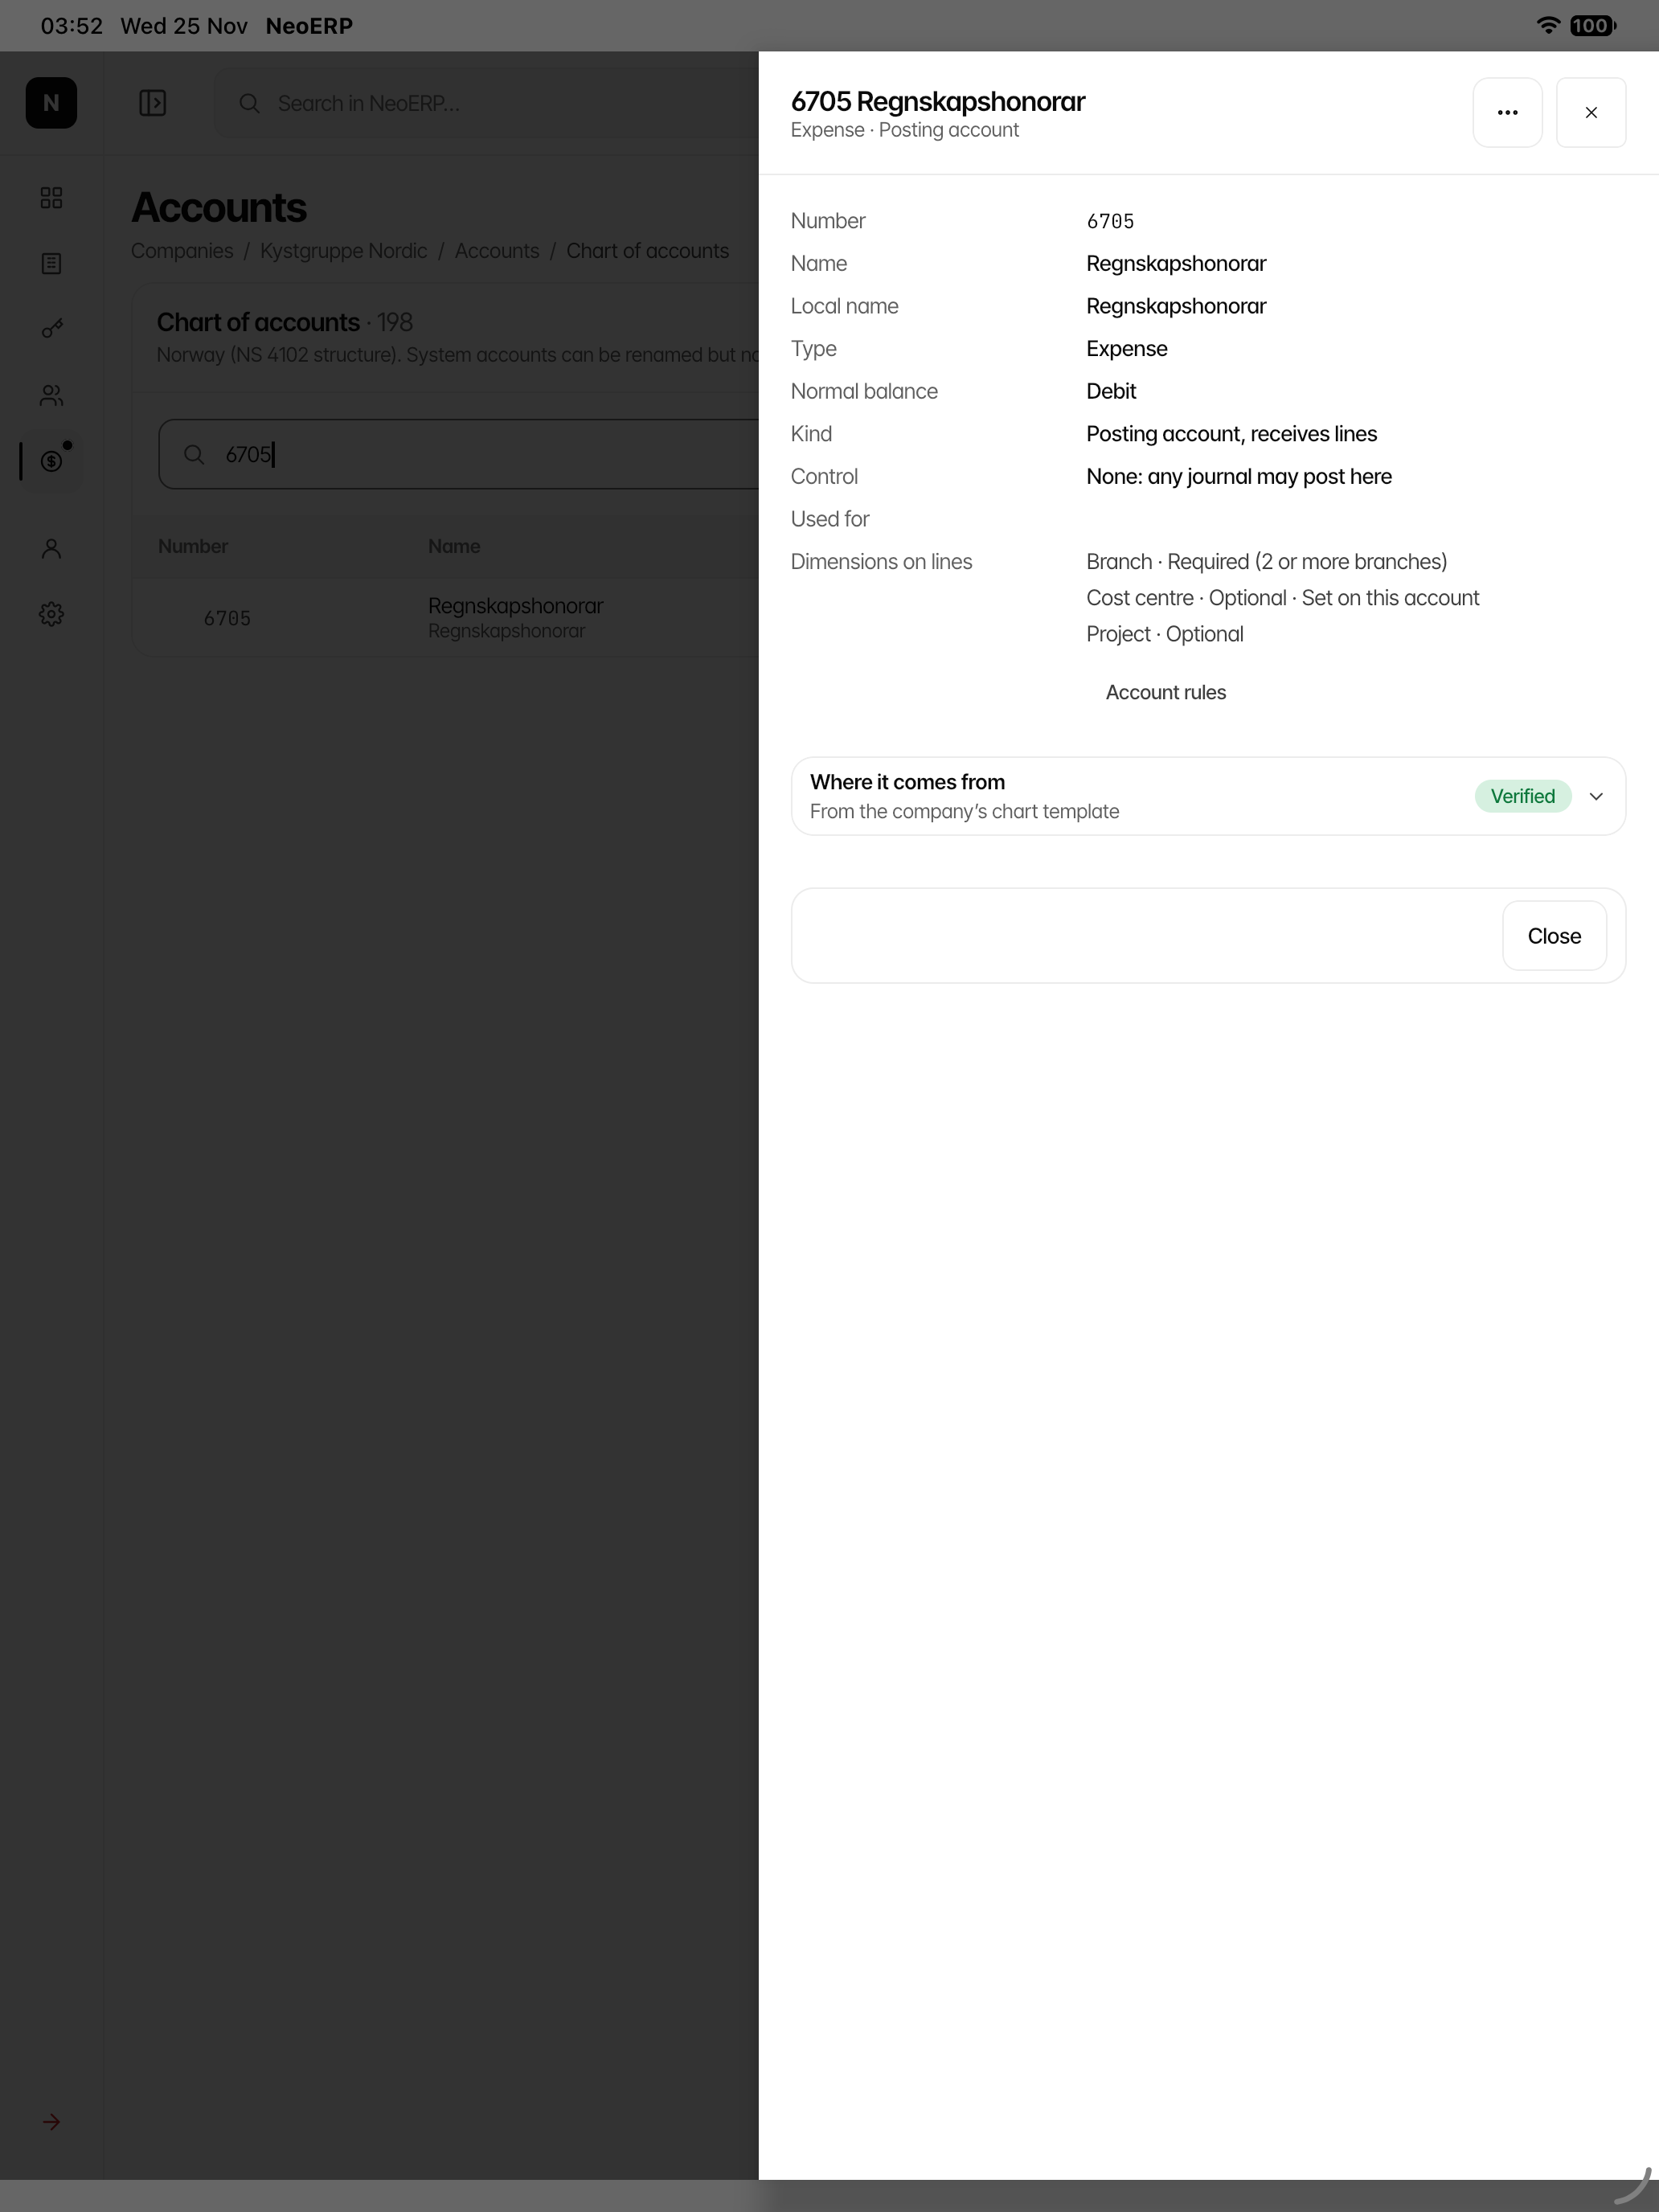 03:52 Wed 25 Nov NeoERP
100
N
Search in NeoERP...
Accounts
Companies / Kystgruppe Nordic / Accounts / Chart of accounts
Chart of accounts · 198
Norway (NS 4102 structure). System accounts can be renamed but
6705
Number Name
6705 Regnskapshonorar
Regnskapshonorar
6705 Regnskapshonorar
Expense · Posting account
Number 6705
Name Regnskapshonorar
Local name Regnskapshonorar
Type Expense
Normal balance Debit
Kind Posting account, receives lines
Control None: any journal may post here
Used for
Dimensions on lines Branch · Required (2 or more branches)
Cost centre · Optional · Set on this account
Project · Optional
Account rules
Where it comes from
From the company’s chart template
Verified
Close